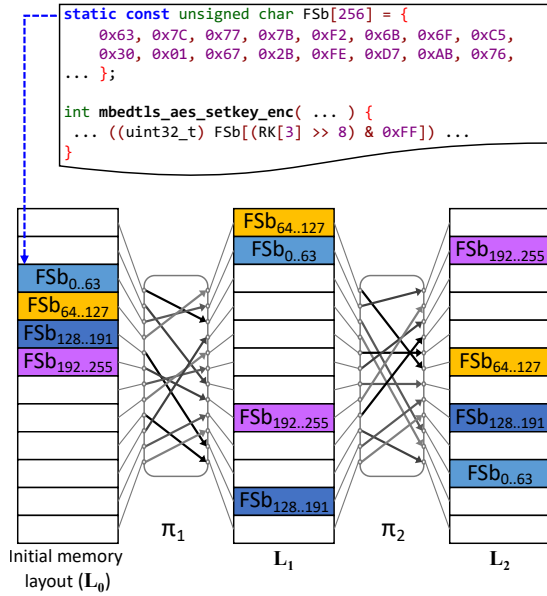 static const unsigned char FSb[256] = {
0x63, 0x7C, 0x77, 0x7B, 0xF2, 0x6B, 0x6F, 0xC5,
0x30, 0x01, 0x67, 0x2B, 0xFE, 0xD7, 0xAB, 0x76,
... };
int mbedtls_aes_setkey_enc( ... ) {
... ((uint32_t) FSb[(RK[3] >> 8) & 0xFF]) ...
}
FSb0..63
FSb64..127
FSb128..191
FSb192..255
Initial memory
layout (L0)
π1
FSb64..127
FSb0..63
FSb192..255
FSb128..191
L1
π2
FSb192..255
FSb64..127
FSb128..191
FSb0..63
L2